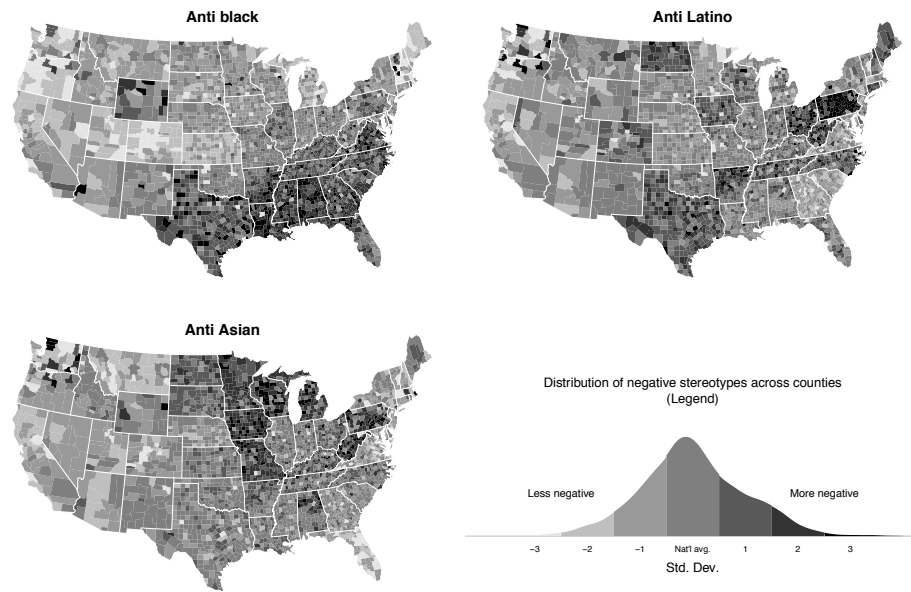 Anti black
Anti Latino
Anti Asian
Distribution of negative stereotypes across counties
(Legend)
Less negative
More negative
−3 −2 −1 Nat'l avg. 1 2 3
Std. Dev.